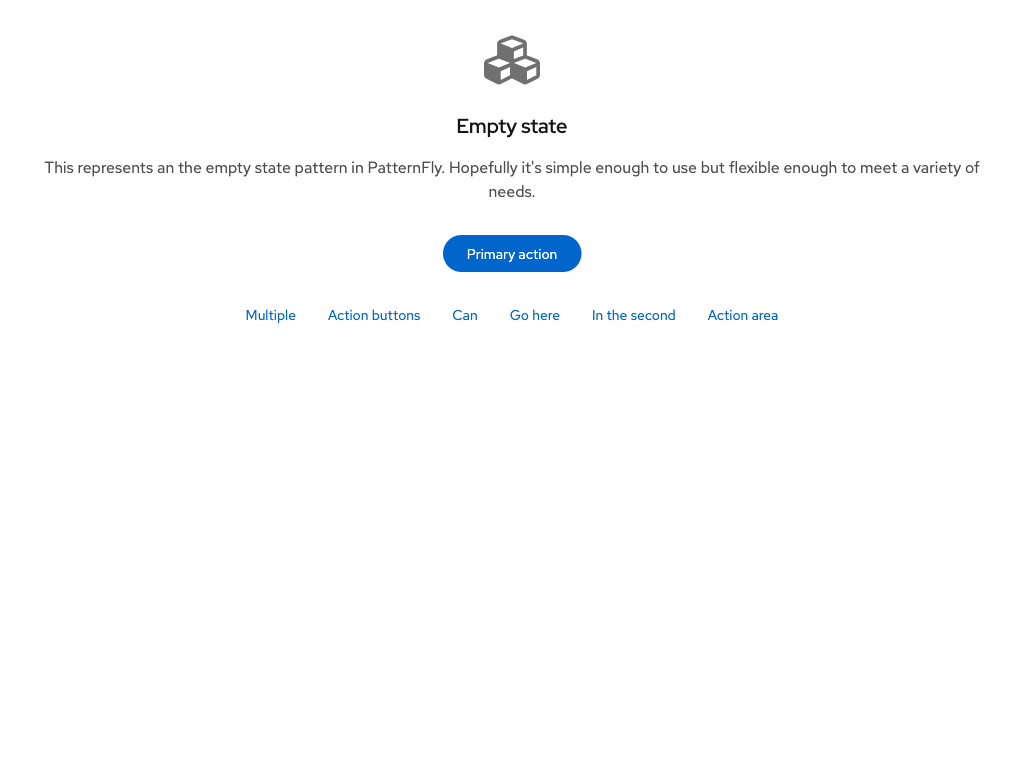 Empty state
This represents an the empty state pattern in PatternFly. Hopefully it's simple enough to use but flexible enough to meet a variety of
needs.
Primary action
Multiple Action buttons Can Go here In the second Action area